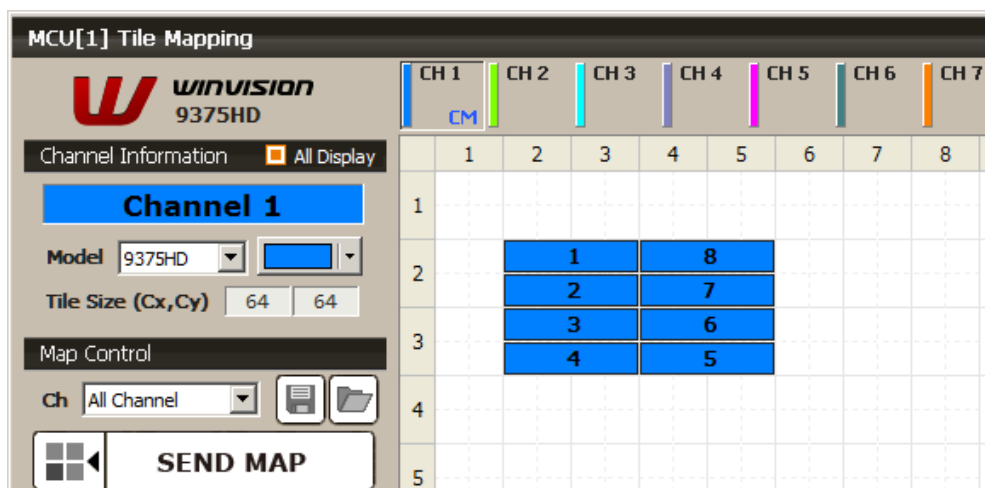 MCU[1] Tile Mapping
WINVISION
9375HD
CH 1 CH 2 CH 3 CH 4 CH 5 CH 6 CH 7
CM
Channel Information All Display
1 2 3 4 5 6 7 8
Channel 1
1
Model 9375HD
2
1 8
2 7
Tile Size (Cx,Cy) 64 64
3
3 6
4 5
Map Control
Ch All Channel
4
SEND MAP
5